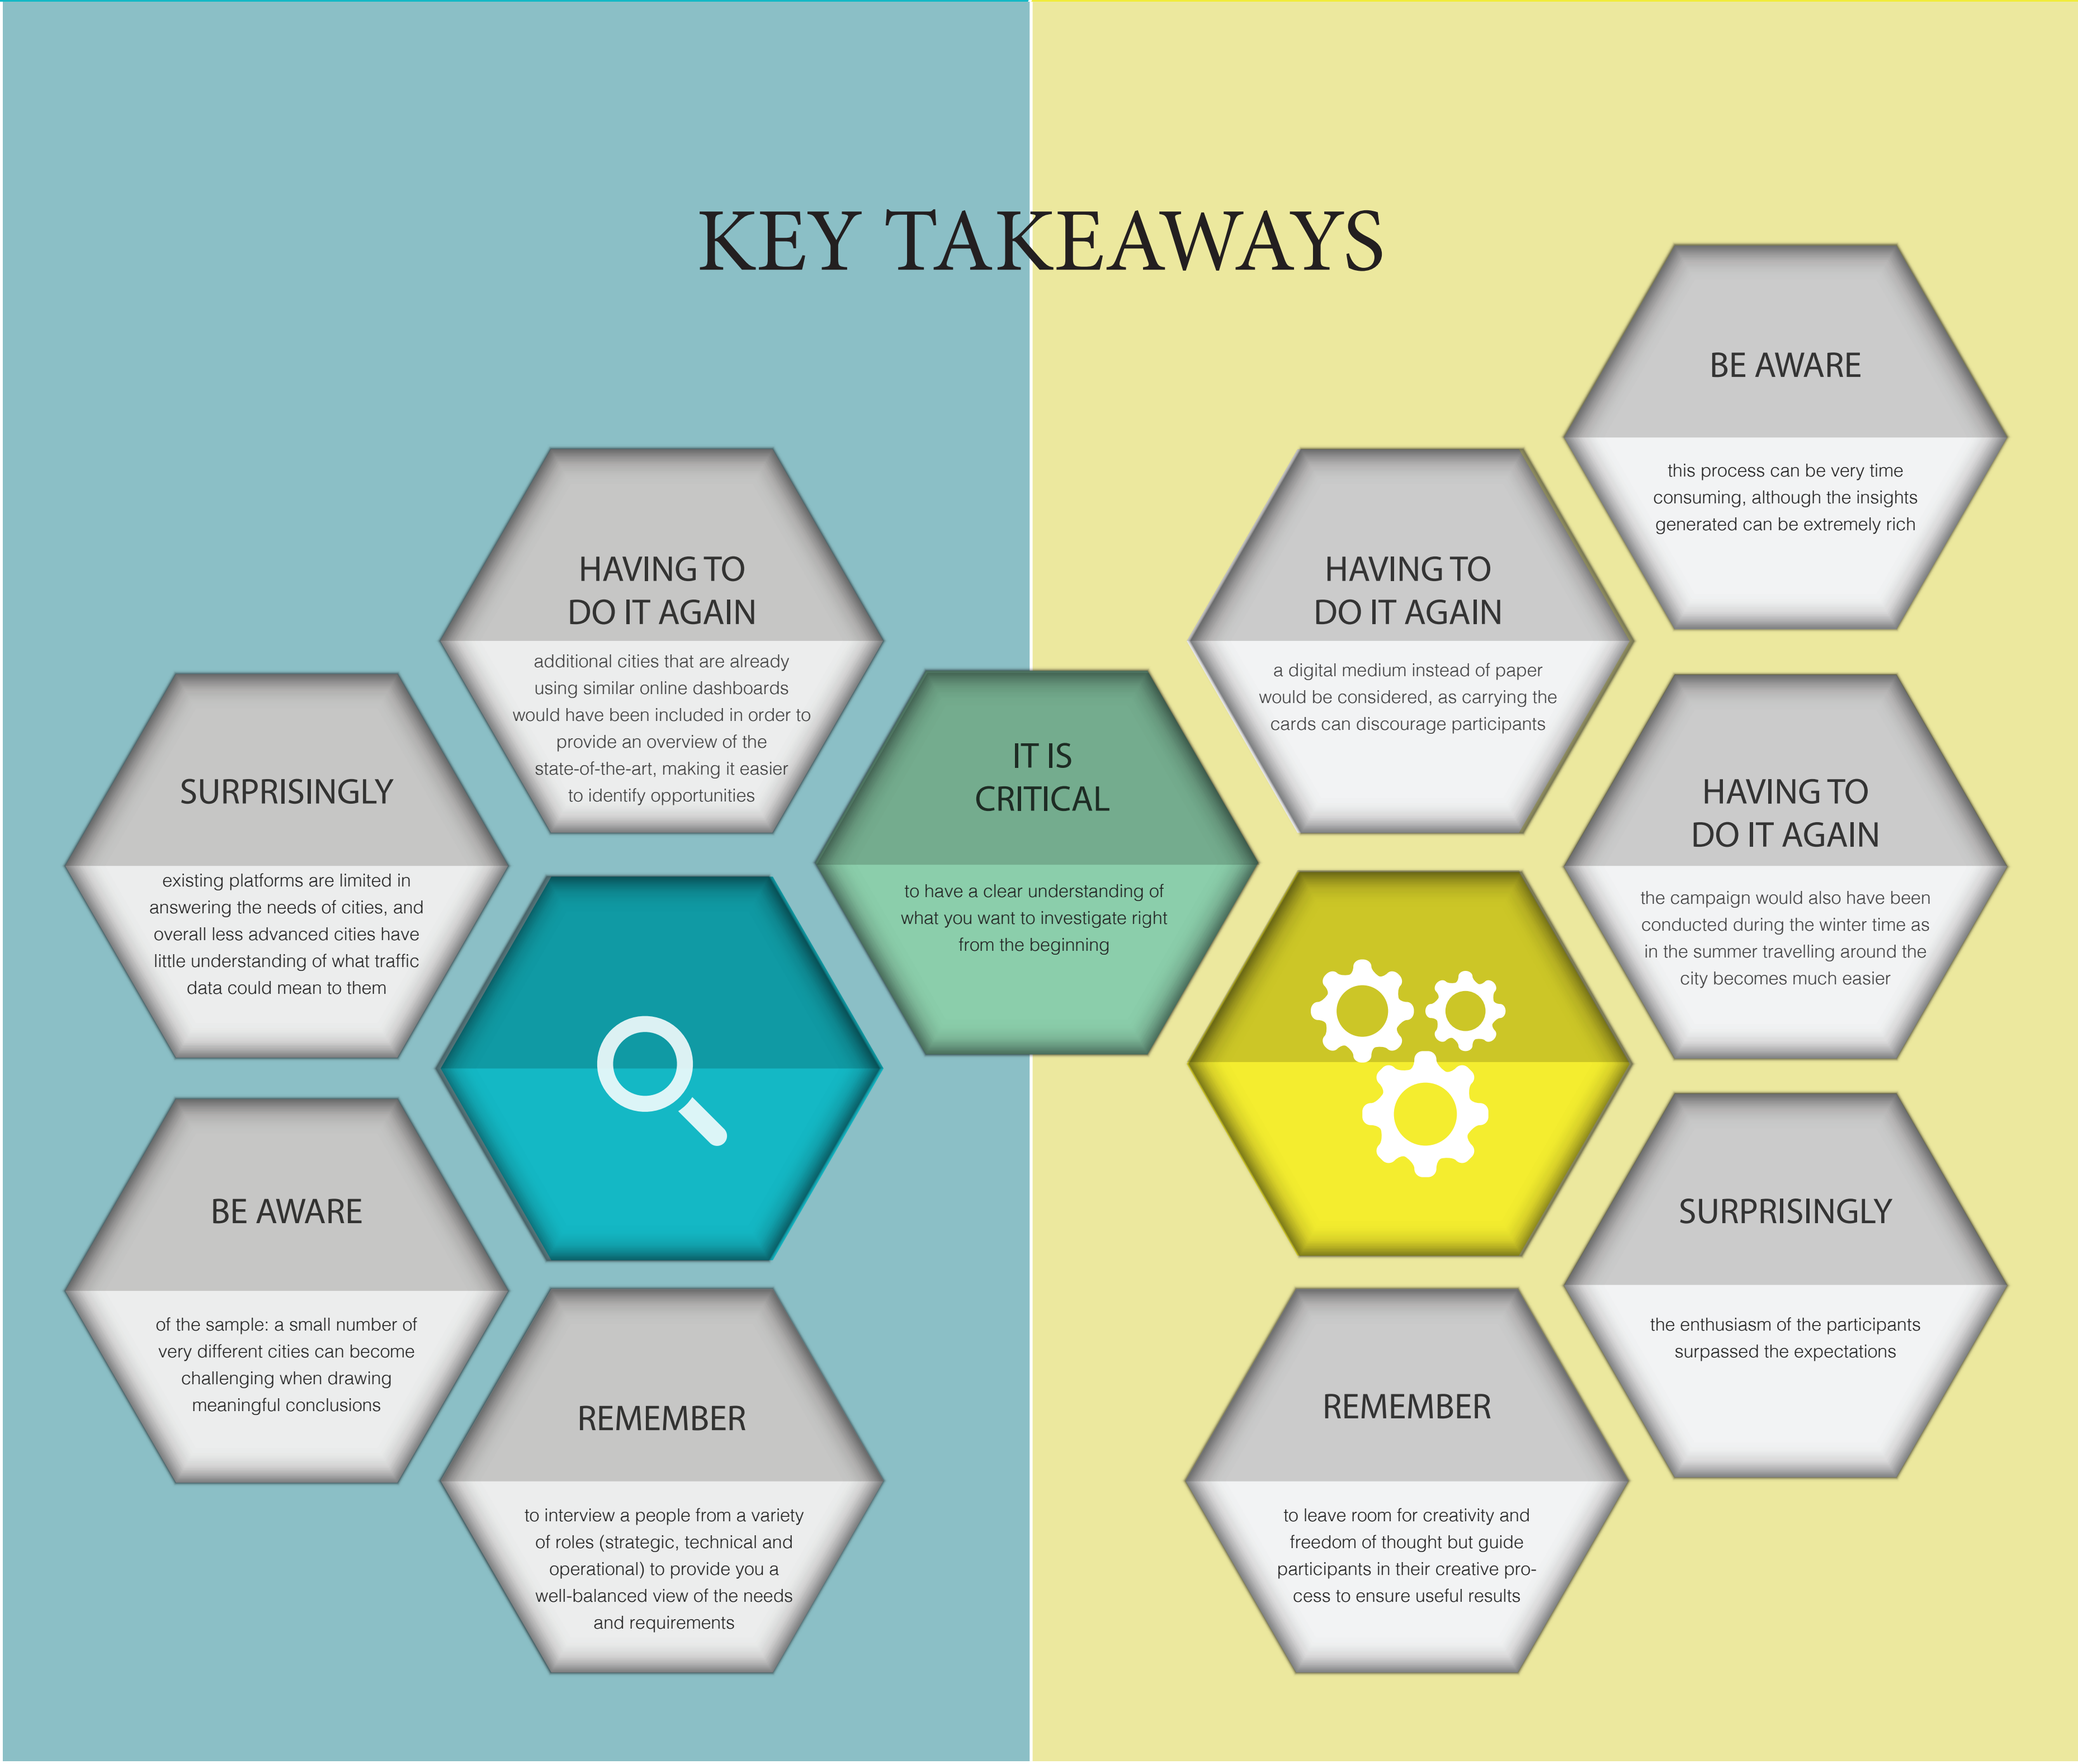 KEY TAKEAWAYS
HAVING TO
DO IT AGAIN
additional cities that are already
using similar online dashboards
would have been included in order to
provide an overview of the
state-of-the-art, making it easier
to identify opportunities
SURPRISINGLY
existing platforms are limited in
answering the needs of cities, and
overall less advanced cities have
little understanding of what traffic
data could mean to them
BE AWARE
of the sample: a small number of
very different cities can become
challenging when drawing
meaningful conclusions
REMEMBER
to interview a people from a variety
of roles (strategic, technical and
operational) to provide you a
well-balanced view of the needs
and requirements
IT IS
CRITICAL
to have a clear understanding of
what you want to investigate right
from the beginning
HAVING TO
DO IT AGAIN
a digital medium instead of paper
would be considered, as carrying the
cards can discourage participants
BE AWARE
this process can be very time
consuming, although the insights
generated can be extremely rich
HAVING TO
DO IT AGAIN
the campaign would also have been
conducted during the winter time as
in the summer travelling around the
city becomes much easier
SURPRISINGLY
the enthusiasm of the participants
surpassed the expectations
REMEMBER
to leave room for creativity and
freedom of thought but guide
participants in their creative pro-
cess to ensure useful results